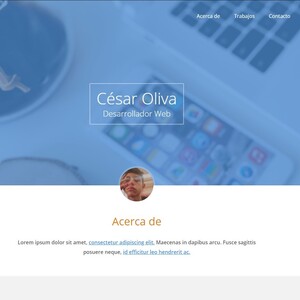 Acerca de Trabajos Contacto
César Oliva
Desarrollador Web
Acerca de
Lorem ipsum dolor sit amet, consectetur adipiscing elit. Maecenas in dapibus arcu. Fusce sagittis
posuere neque, id efficitur leo hendrerit ac.